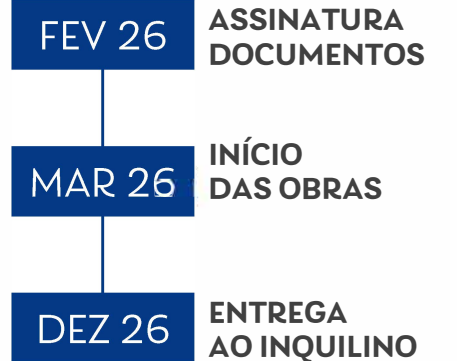 FEV 26
ASSINATURA
DOCUMENTOS
MAR 26
INÍCIO
DAS OBRAS
DEZ 26
ENTREGA
AO INQUILINO